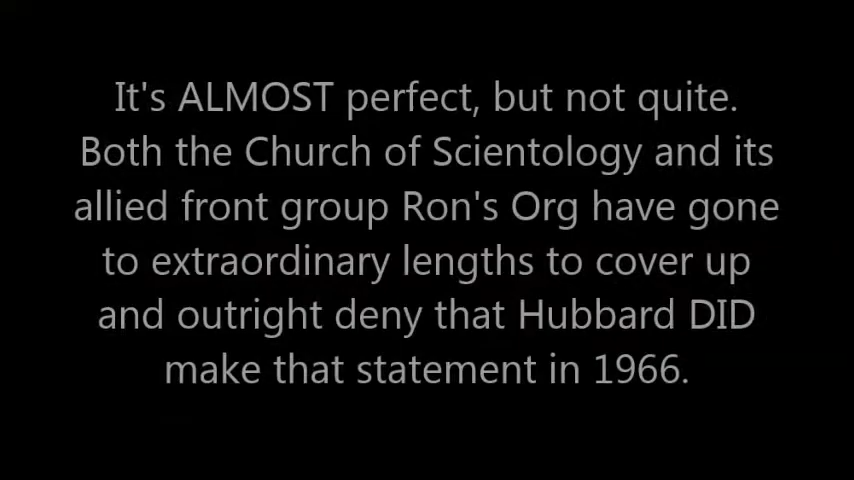 It's ALMOST perfect, but not quite.
Both the Church of Scientology and its
allied front group Ron's Org have gone
to extraordinary lengths to cover up
and outright deny that Hubbard DID
make that statement in 1966.